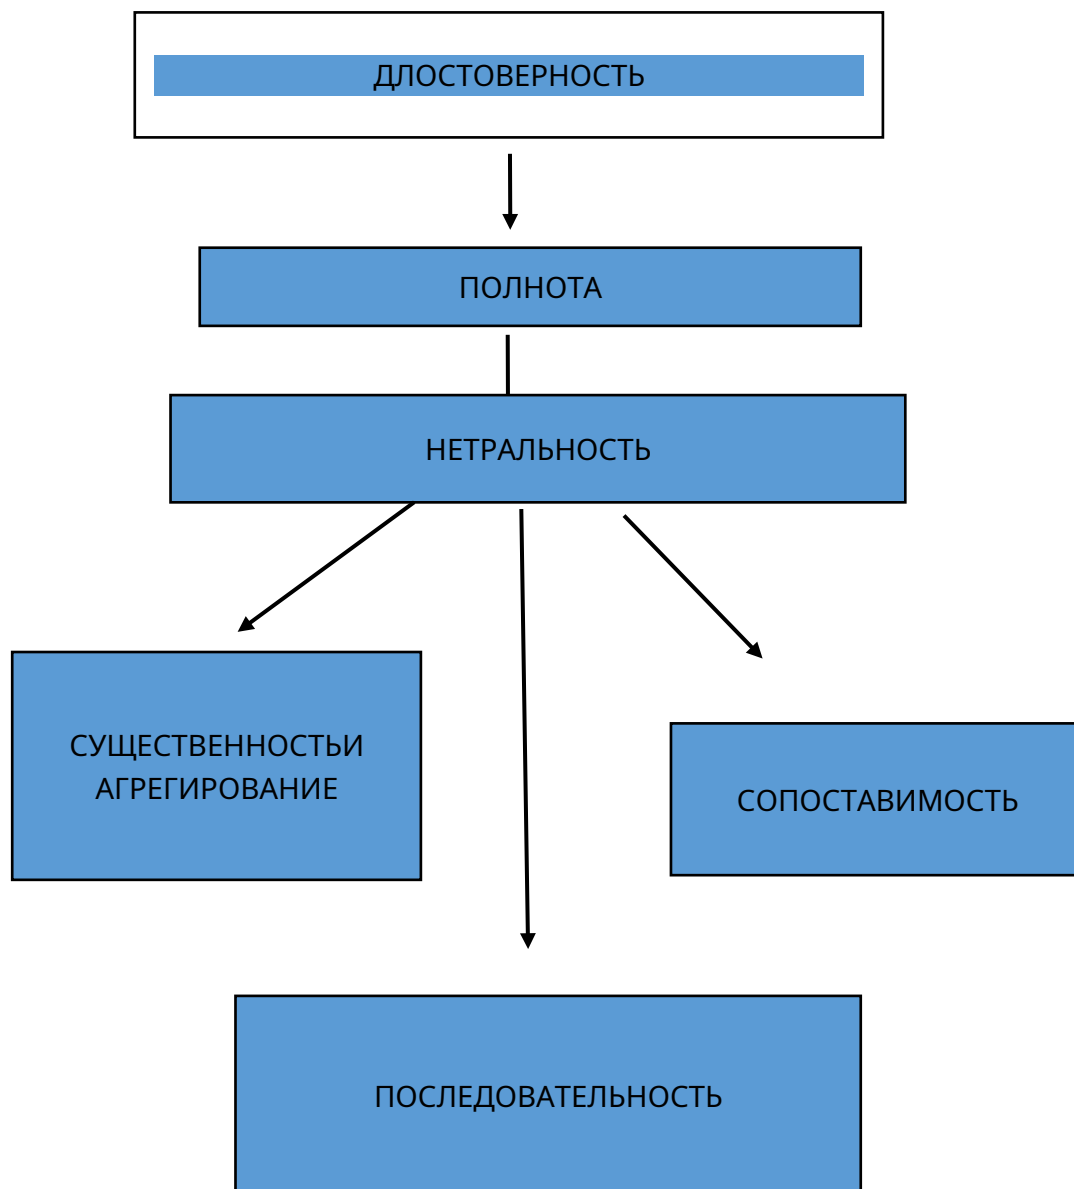 ДЛОСТОВЕРНОСТЬ
ПОЛНОТА
НЕТРАЛЬНОСТЬ
СУЩЕСТВЕННОСТЬИ
АГРЕГИРОВАНИЕ
СОПОСТАВИМОСТЬ
ПОСЛЕДОВАТЕЛЬНОСТЬ